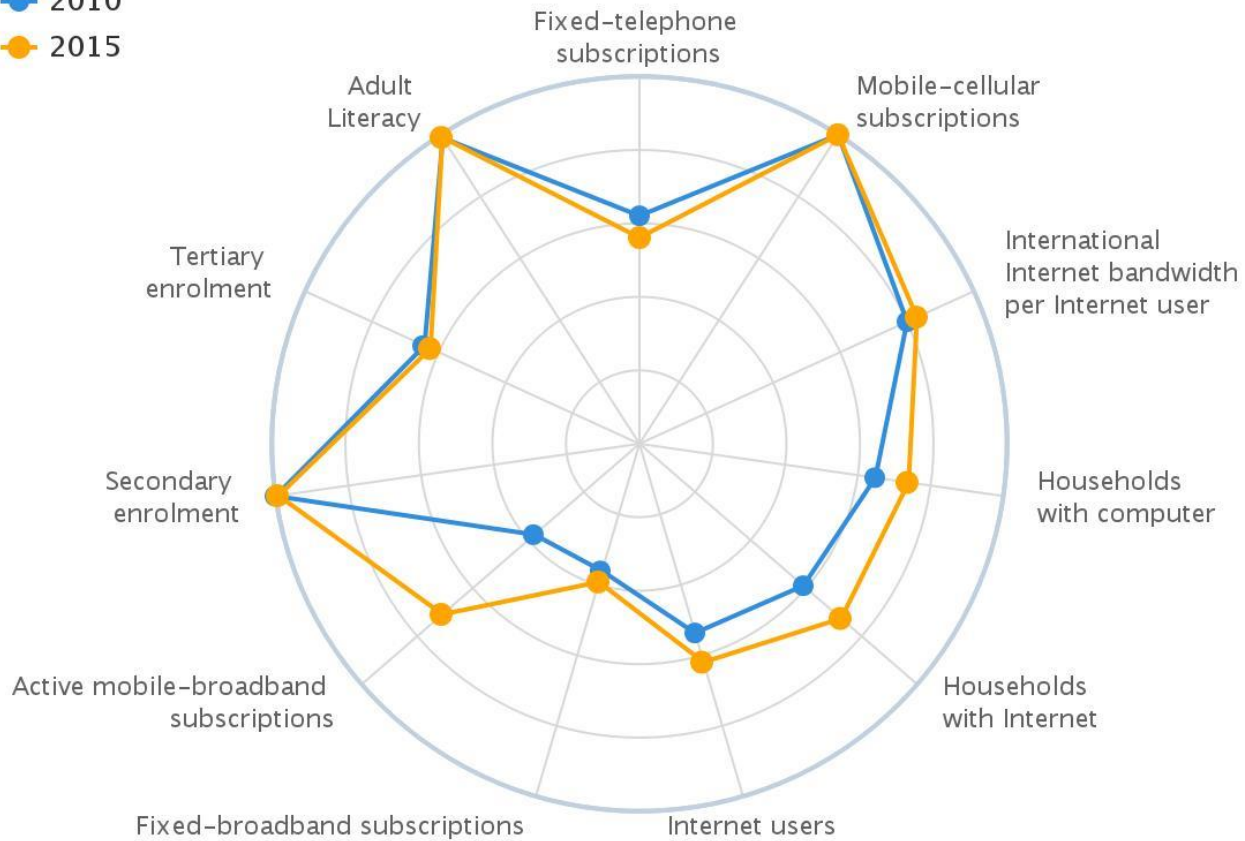 2010
2015
Fixed-telephone
subscriptions
Mobile-cellular
subscriptions
International
Internet bandwidth
per Internet user
Households
with computer
Households
with Internet
Internet users
Fixed-broadband subscriptions
Active mobile-broadband
subscriptions
Secondary
enrolment
Tertiary
enrolment
Adult
Literacy